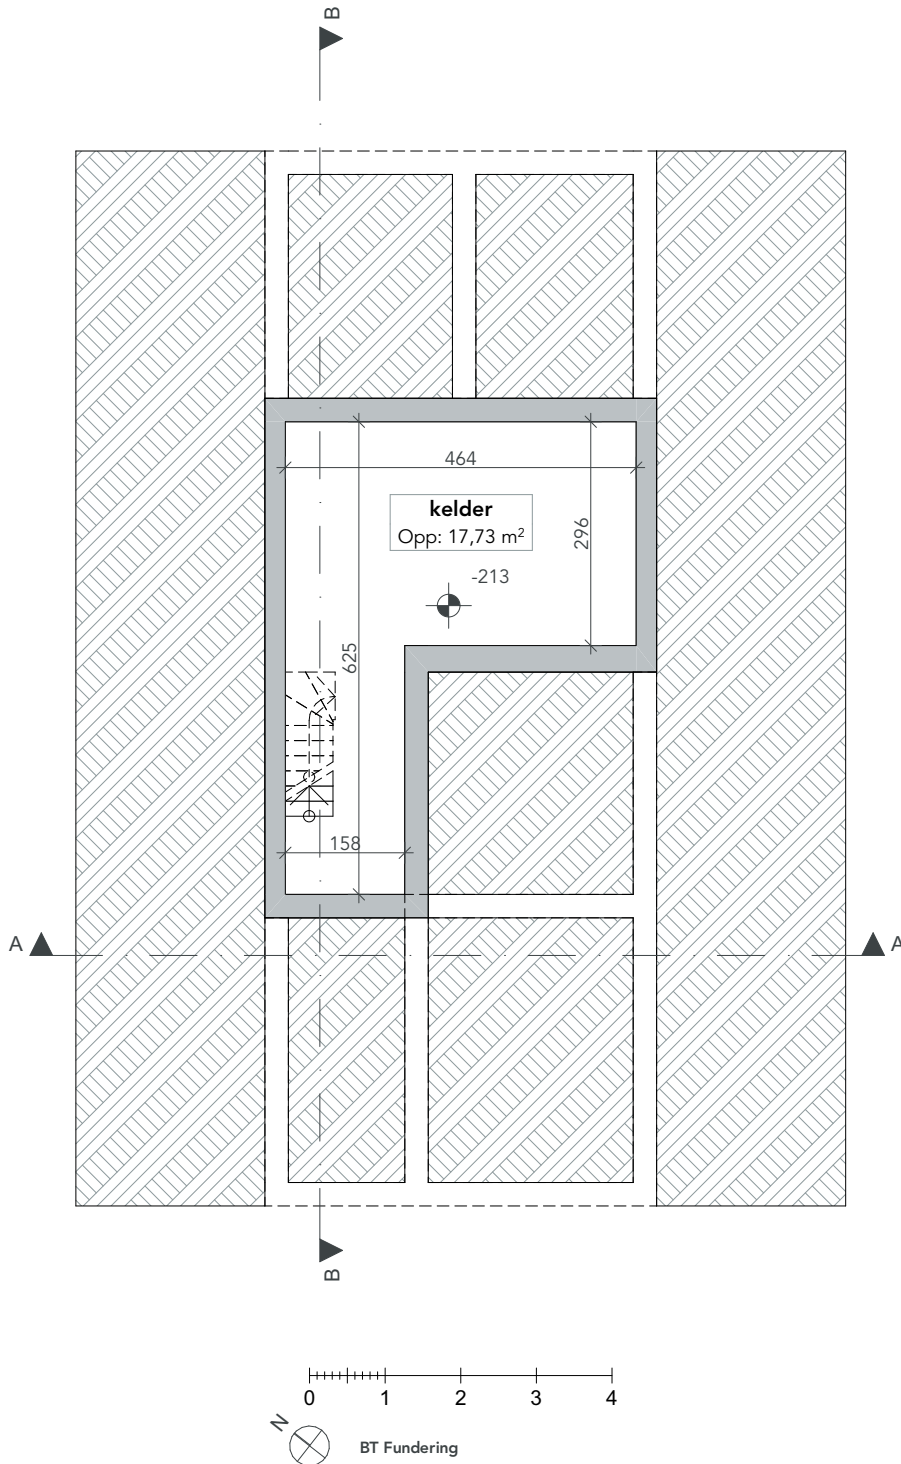 B
464
kelder
Opp: 17,73 m²
296
-213
625
158
A
A
B
0 1 2 3 4
N
BT Fundering